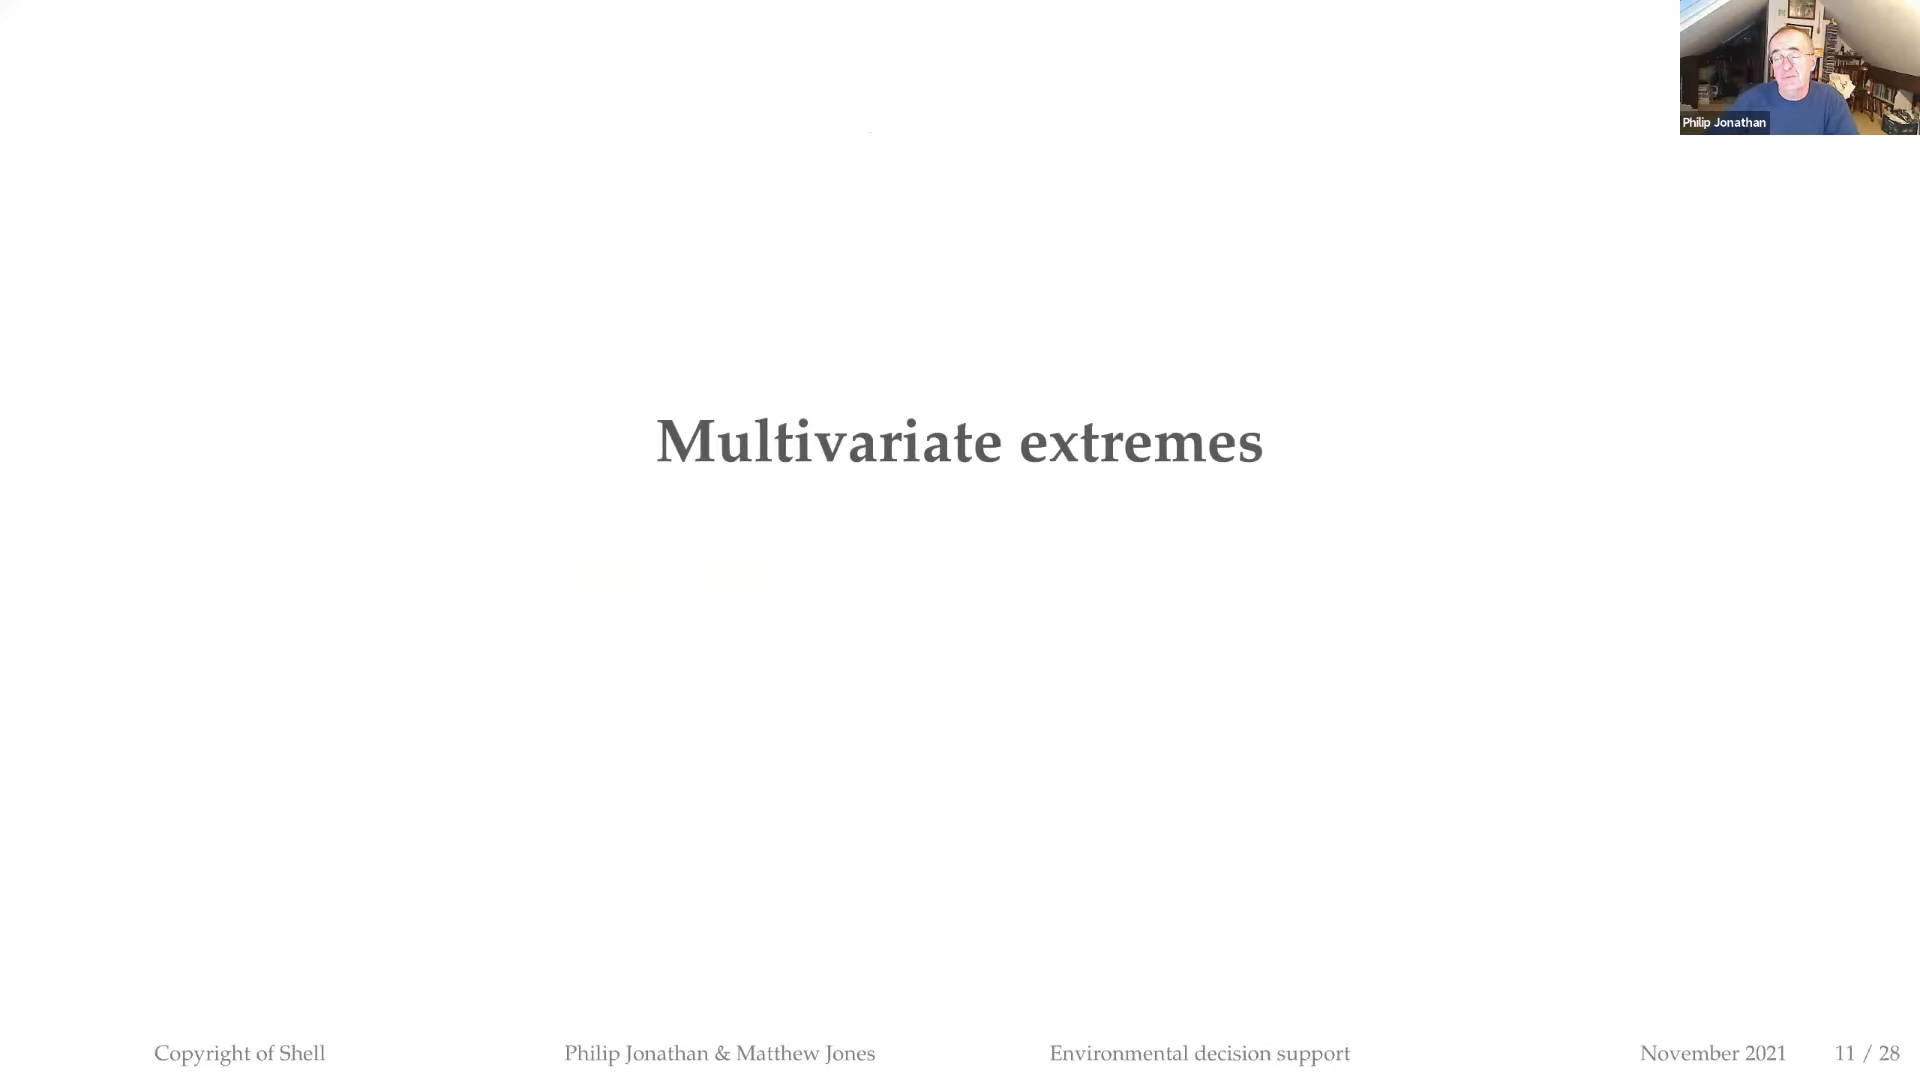 Philip Jonathan
Multivariate extremes
Copyright of Shell
Philip Jonathan & Matthew Jones
Environmental decision support
November 2021
11 / 28